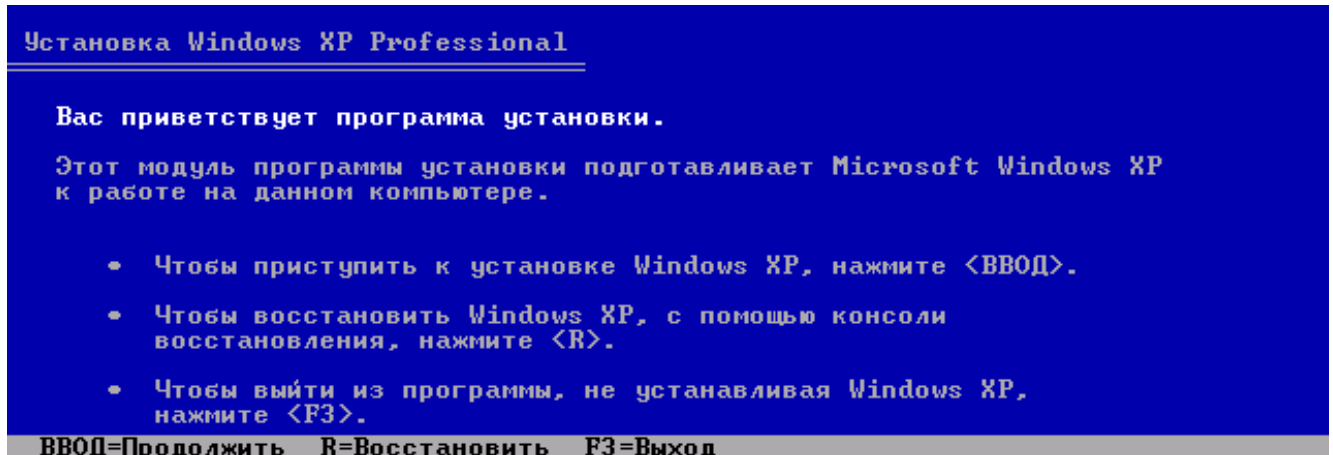 Установка Windows XP Professional
Вас приветствует программа установки.
Этот модуль программы установки подготавливает Microsoft Windows XP
к работе на данном компьютере.
• Чтобы приступить к установке Windows XP, нажмите <ВВОД>.
• Чтобы восстановить Windows XP, с помощью консоли
восстановления, нажмите <R>.
• Чтобы выйти из программы, не устанавливая Windows XP,
нажмите <F3>.
ВВОД=Продолжить R=Восстановить F3=Выход